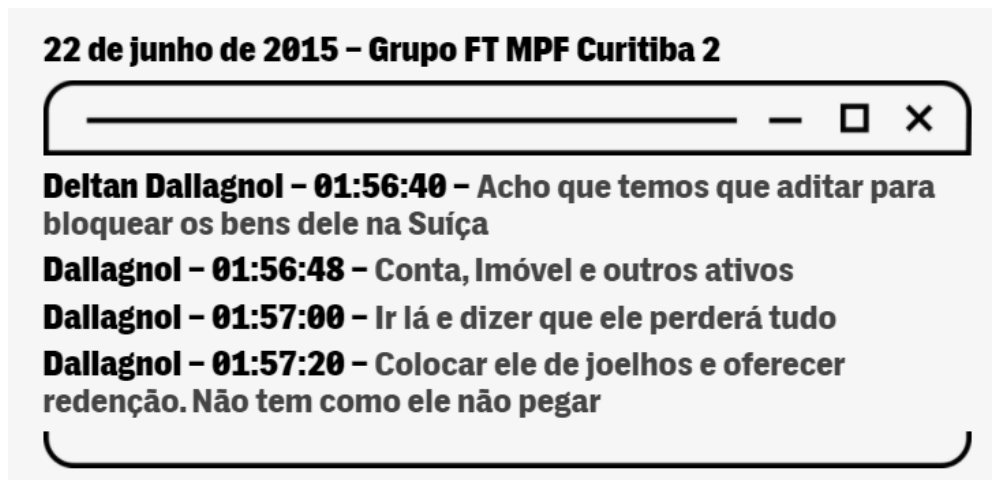 22 de junho de 2015 – Grupo FT MPF Curitiba 2
Deltan Dallagnol – 01:56:40 – Acho que temos que aditar para
bloquear os bens dele na Suíça
Dallagnol – 01:56:48 – Conta, Imóvel e outros ativos
Dallagnol – 01:57:00 – Ir lá e dizer que ele perderá tudo
Dallagnol – 01:57:20 – Colocar ele de joelhos e oferecer
redenção. Não tem como ele não pegar